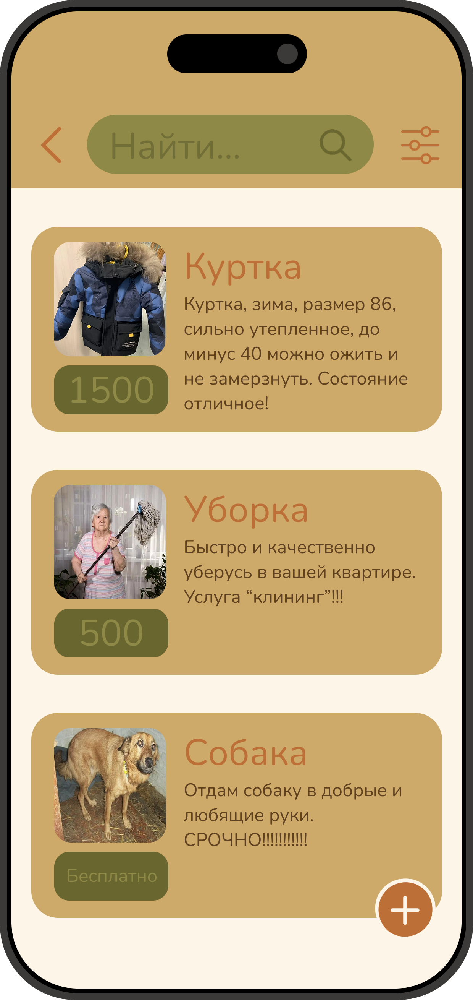 Найти...
Куртка
Куртка, зима, размер 86,
сильно утепленное, до
минус 40 можно ожить и
не замерзнуть. Состояние
отличное!
1500
Уборка
Быстро и качественно
уберусь в вашей квартире.
Услуга “клининг”!!!
500
Собака
Отдам собаку в добрые и
любящие руки.
СРОЧНО!!!!!!!!!!!
Бесплатно